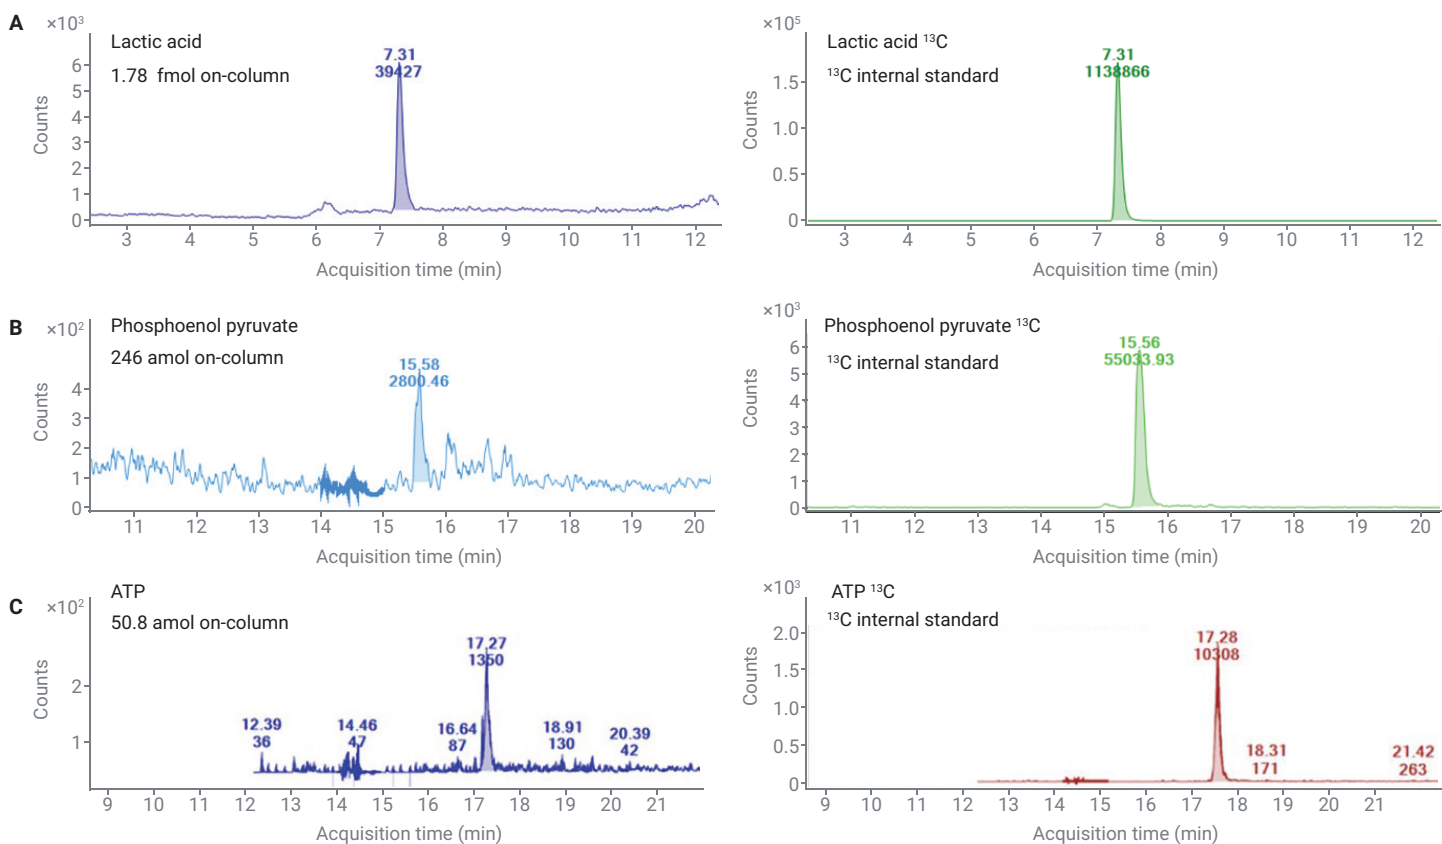 A
×10³
Lactic acid
1.78 fmol on-column
7.31
39427
6
5
4
3
2
1
0
Counts
3 4 5 6 7 8 9 10 11 12
Acquisition time (min)
×10⁵
Lactic acid ¹³C
¹³C internal standard
7.31
1138866
1.5
1.0
0.5
0
Counts
3 4 5 6 7 8 9 10 11 12
Acquisition time (min)
B
×10²
Phosphoenol pyruvate
246 amol on-column
15.58
2800.46
4
3
2
1
0
Counts
11 12 13 14 15 16 17 18 19 20
Acquisition time (min)
×10³
Phosphoenol pyruvate ¹³C
¹³C internal standard
15.56
55033.93
6
5
4
3
2
1
0
Counts
11 12 13 14 15 16 17 18 19 20
Acquisition time (min)
C
×10²
ATP
50.8 amol on-column
17.27
1350
12.39
36
14.46
47
16.64
87
18.91
130
20.39
42
2
1
Counts
9 10 11 12 13 14 15 16 17 18 19 20 21
Acquisition time (min)
×10³
ATP ¹³C
¹³C internal standard
17.28
10308
18.31
171
21.42
263
2.0
1.5
1.0
0.5
0
Counts
9 10 11 12 13 14 15 16 17 18 19 20 21
Acquisition time (min)